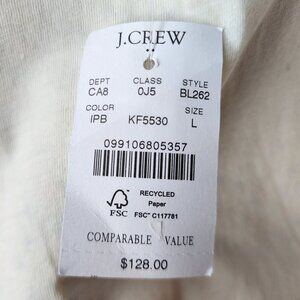 J.CREW
DEPT CLASS STYLE
CA8 0J5 BL262
COLOR SIZE
IPB KF5530 L
099106805357
FSC
RECYCLED
Paper
FSC® C117781
COMPARABLE VALUE
$128.00